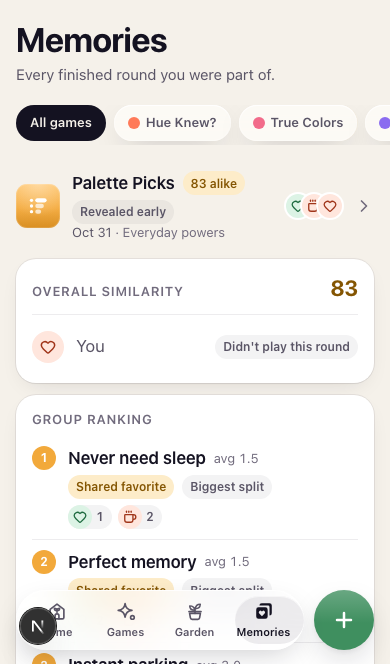 Memories
Every finished round you were part of.
All games
Hue Knew?
True Colors
Palette Picks
83 alike
Revealed early
Oct 31 · Everyday powers
OVERALL SIMILARITY
83
You
Didn't play this round
GROUP RANKING
1
Never need sleep
avg 1.5
Shared favorite
Biggest split
1
2
2
Perfect memory
avg 1.5
Shared favorite
Biggest split
N
me
Games
Garden
Memories
Instant parking